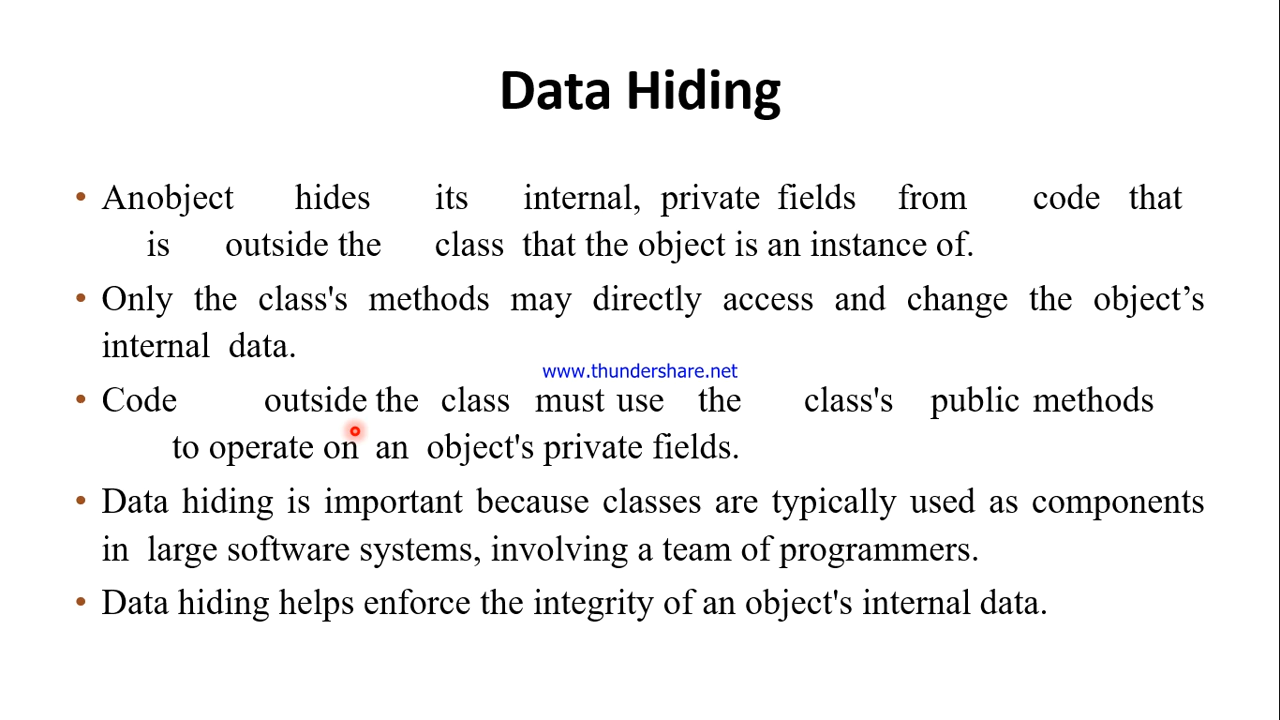 Data Hiding
• Anobject hides its internal, private fields from code that
is outside the class that the object is an instance of.
• Only the class's methods may directly access and change the object’s
internal data.
www.thundershare.net
• Code outside the class must use the class's public methods
to operate on an object's private fields.
• Data hiding is important because classes are typically used as components
in large software systems, involving a team of programmers.
• Data hiding helps enforce the integrity of an object's internal data.